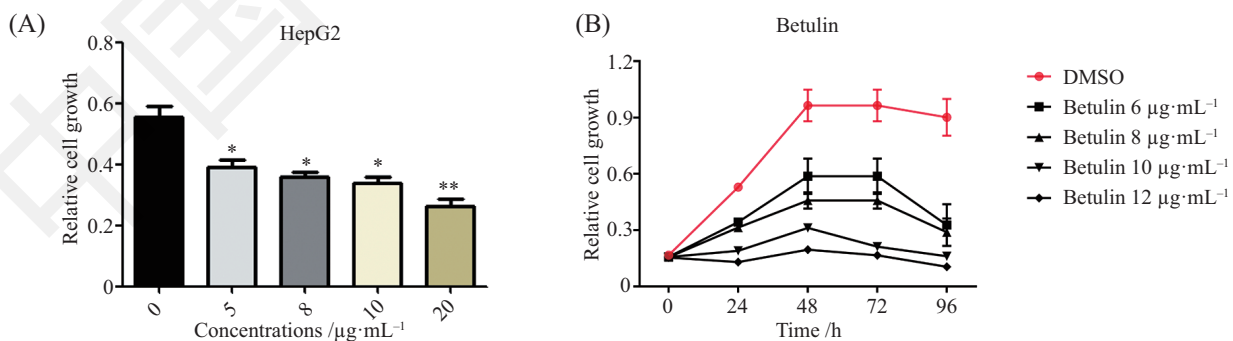 (A)
HepG2
Relative cell growth
0.8
0.6
0.4
0.2
0
*
*
*
**
0
5
8
10
20
Concentrations /μg·mL⁻¹
(B)
Betulin
Relative cell growth
1.2
0.9
0.6
0.3
0
0
24
48
72
96
Time /h
DMSO
Betulin 6 μg·mL⁻¹
Betulin 8 μg·mL⁻¹
Betulin 10 μg·mL⁻¹
Betulin 12 μg·mL⁻¹
中国